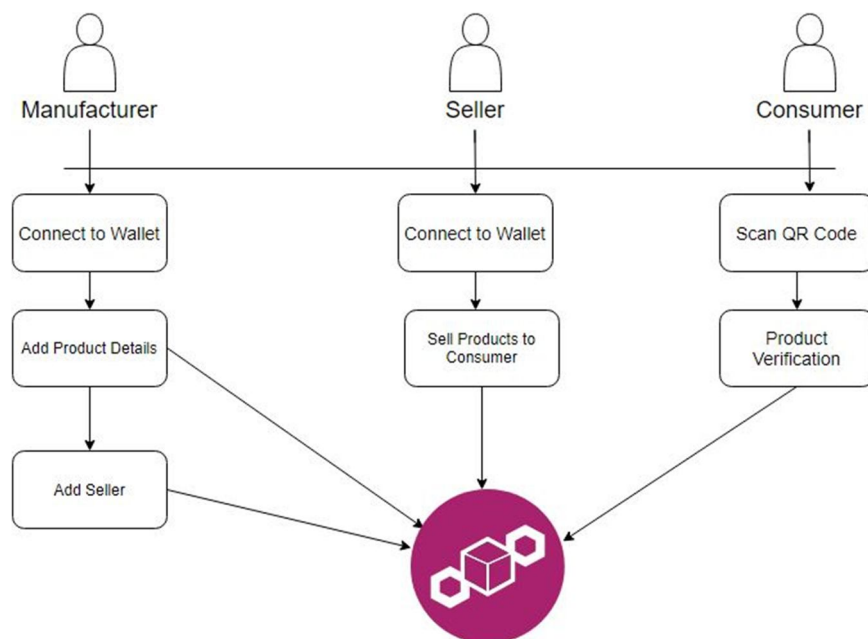 Manufacturer
Seller
Consumer
Connect to Wallet
Connect to Wallet
Scan QR Code
Add Product Details
Sell Products to
Consumer
Product
Verification
Add Seller